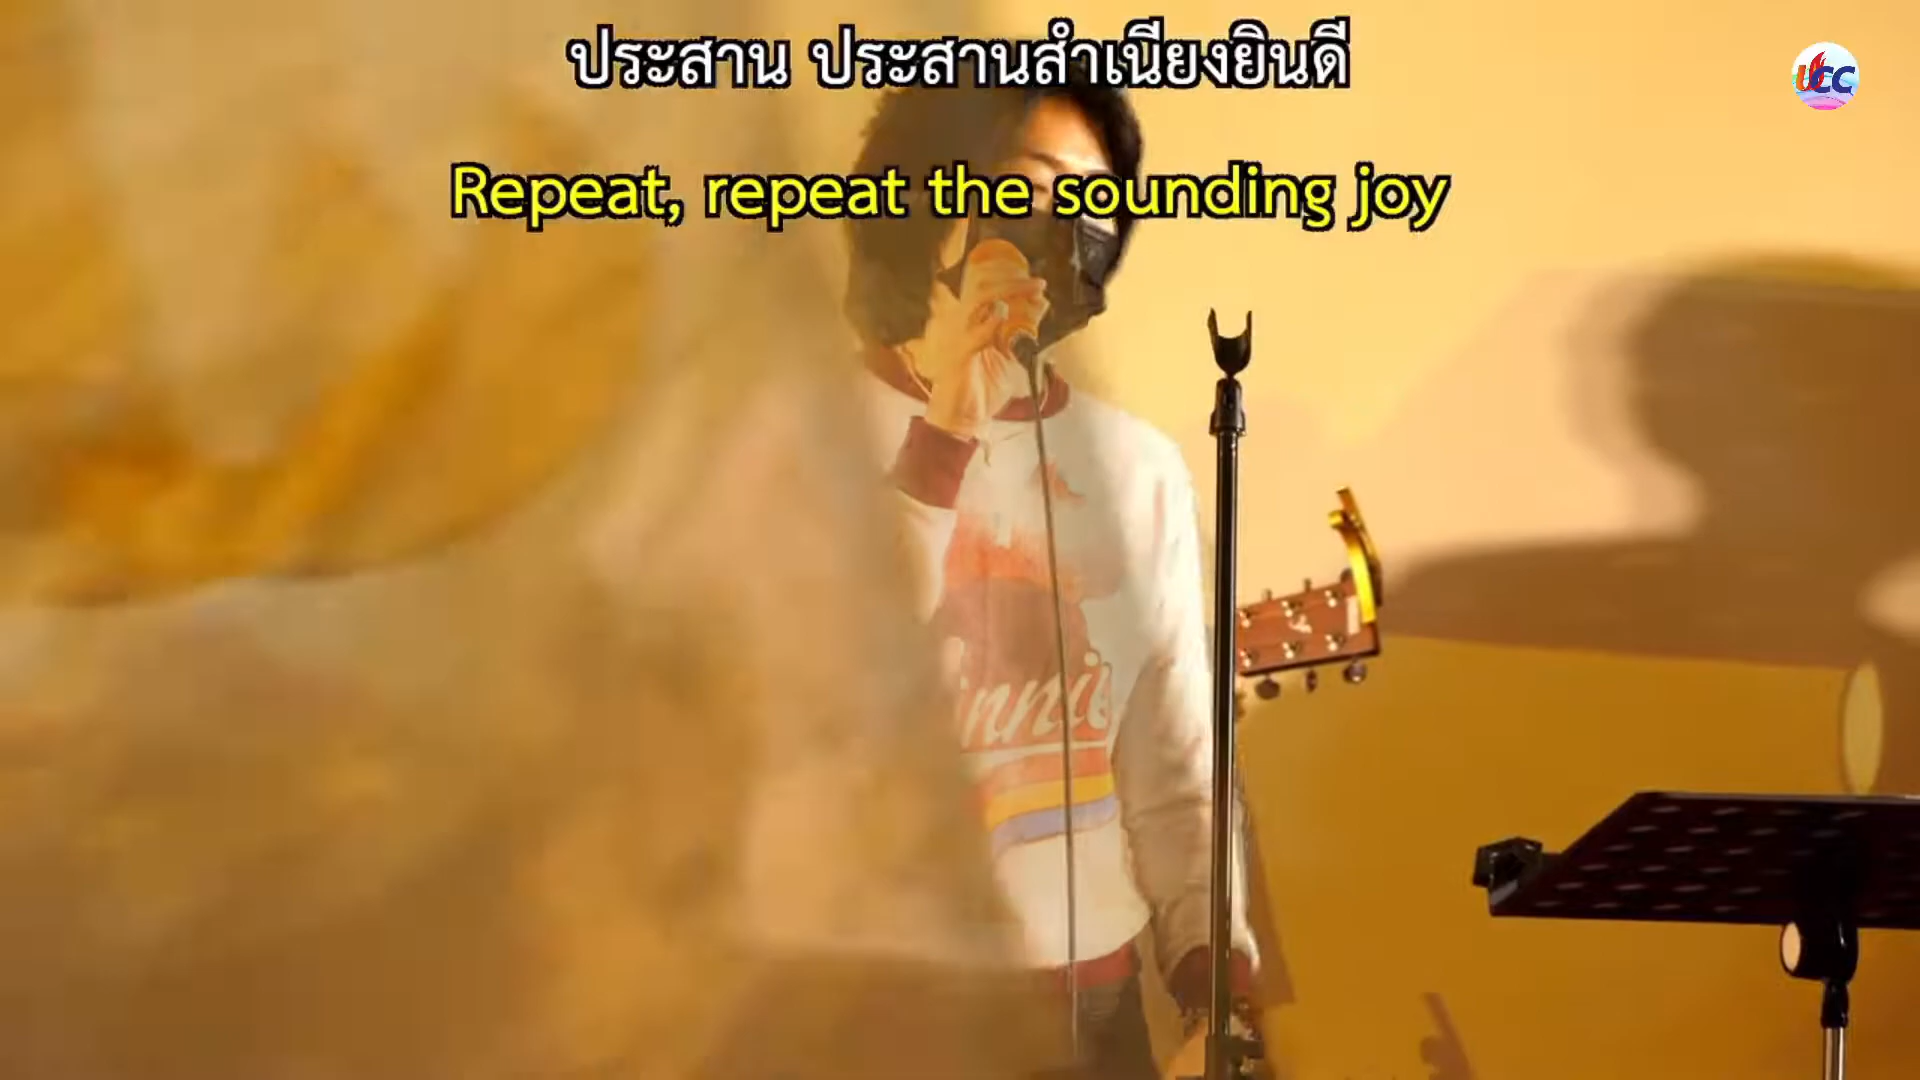 ประสาน ประสานสำเนียงยินดี
UCC
Repeat, repeat the sounding joy